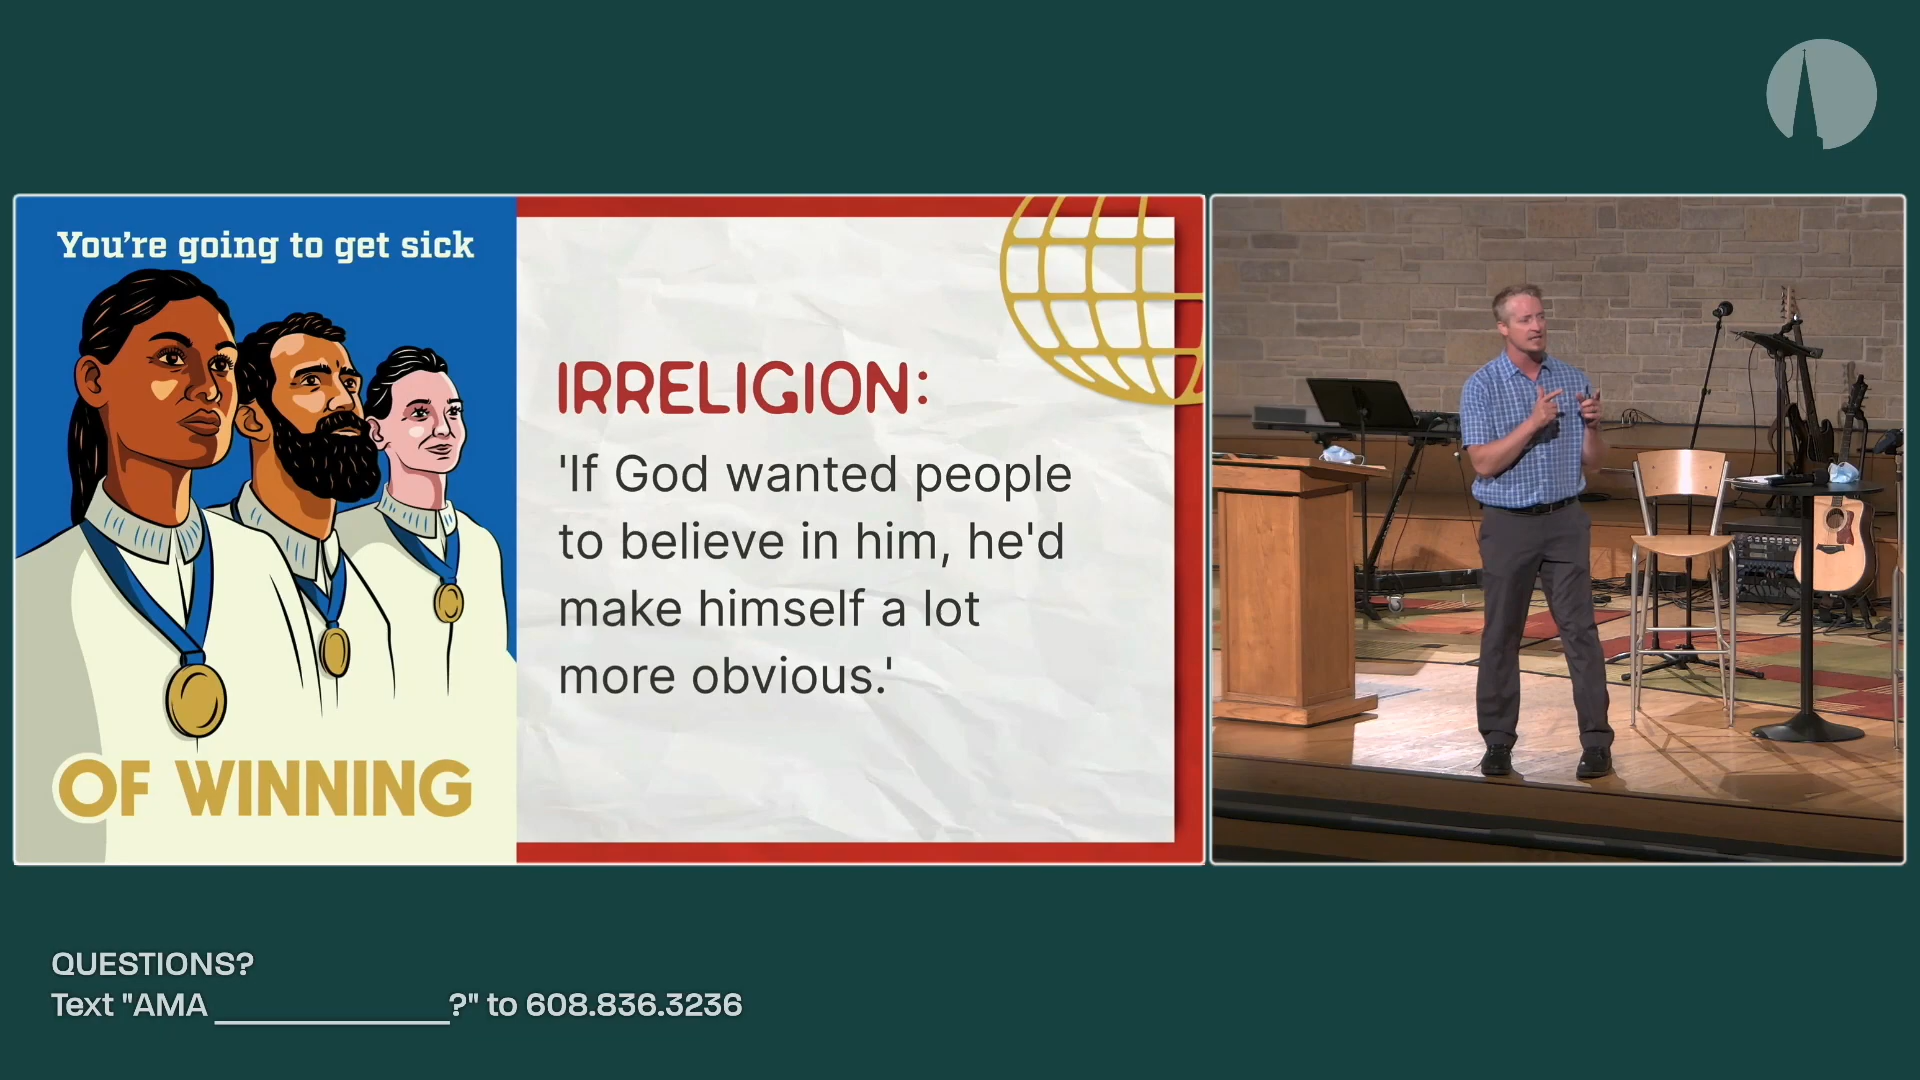 You're going to get sick
OF WINNING
IRRELIGION:
'If God wanted people
to believe in him, he'd
make himself a lot
more obvious.'
QUESTIONS?
Text "AMA ______________?" to 608.836.3236